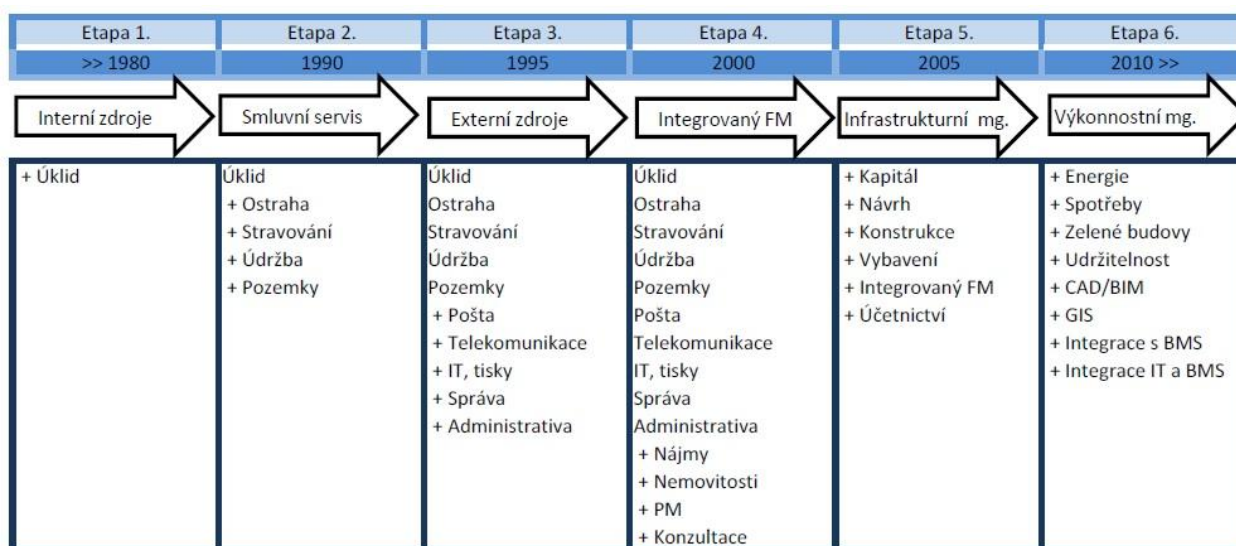 Etapa 1.
Etapa 2.
Etapa 3.
Etapa 4.
Etapa 5.
Etapa 6.
>> 1980
1990
1995
2000
2005
2010 >>
Interní zdroje
Smluvní servis
Externí zdroje
Integrovaný FM
Infrastrukturní mg.
Výkonnostní mg.
+ Úklid
Úklid
+ Ostraha
+ Stravování
+ Údržba
+ Pozemky
Úklid
Ostraha
Stravování
Údržba
Pozemky
+ Pošta
+ Telekomunikace
+ IT, tisky
+ Správa
+ Administrativa
Úklid
Ostraha
Stravování
Údržba
Pozemky
Pošta
Telekomunikace
IT, tisky
Správa
Administrativa
+ Nájmy
+ Nemovitosti
+ PM
+ Konzultace
+ Kapitál
+ Návrh
+ Konstrukce
+ Vybavení
+ Integrovaný FM
+ Účetnictví
+ Energie
+ Spotřeby
+ Zelené budovy
+ Udržitelnost
+ CAD/BIM
+ GIS
+ Integrace s BMS
+ Integrace IT a BMS